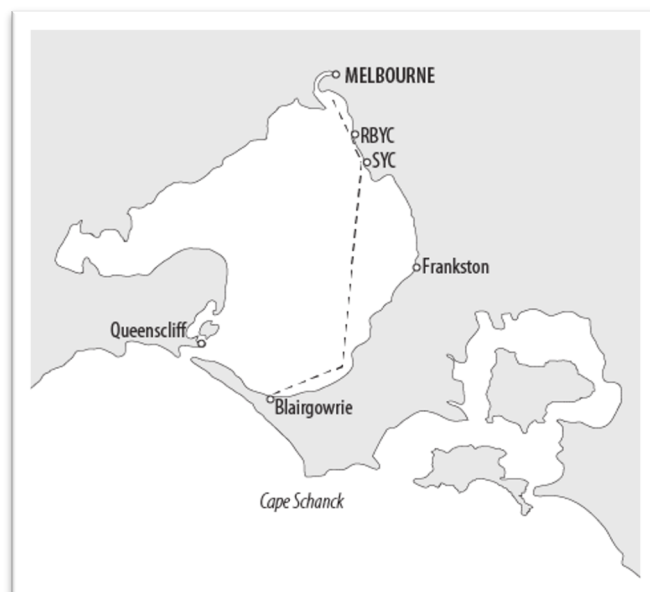 MELBOURNE
RBYC
SYC
Frankston
Queenscliff
Blairgowrie
Cape Schanck